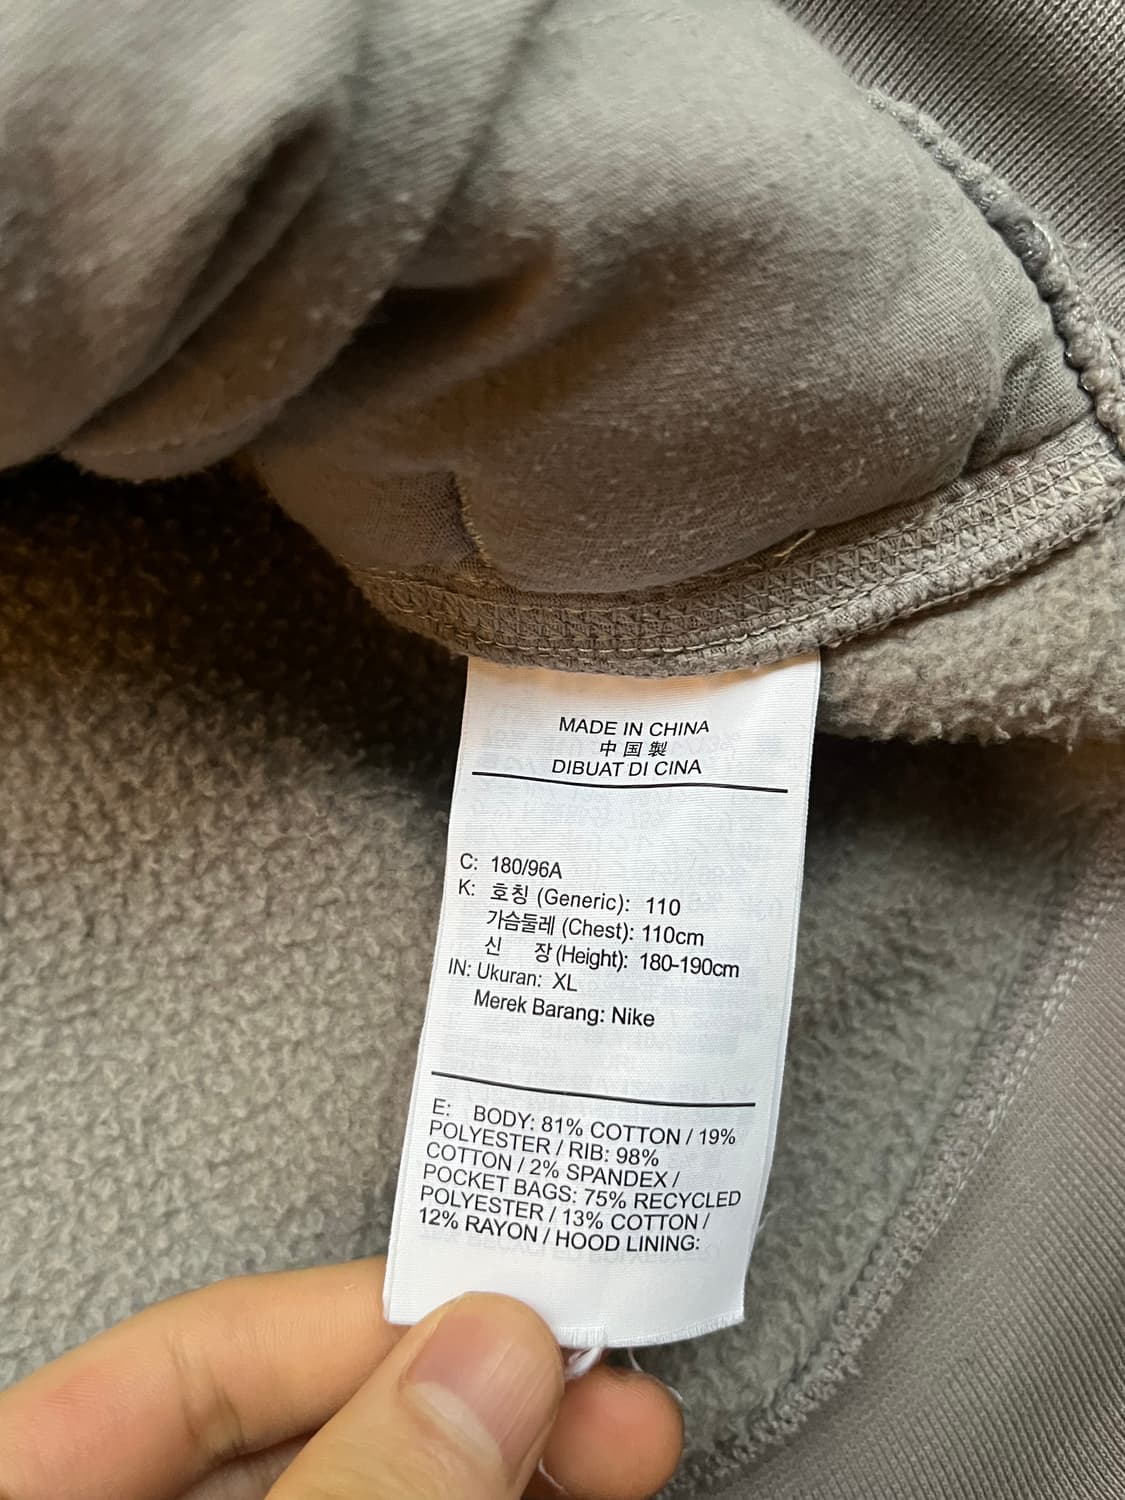 MADE IN CHINA
中国製
DIBUAT DI CINA
C: 180/96A
K: 호칭 (Generic): 110
가슴둘레 (Chest): 110cm
신 장 (Height): 180-190cm
IN: Ukuran: XL
Merek Barang: Nike
E: BODY: 81% COTTON / 19%
POLYESTER / RIB: 98%
COTTON / 2% SPANDEX /
POCKET BAGS: 75% RECYCLED
POLYESTER / 13% COTTON /
12% RAYON / HOOD LINING: